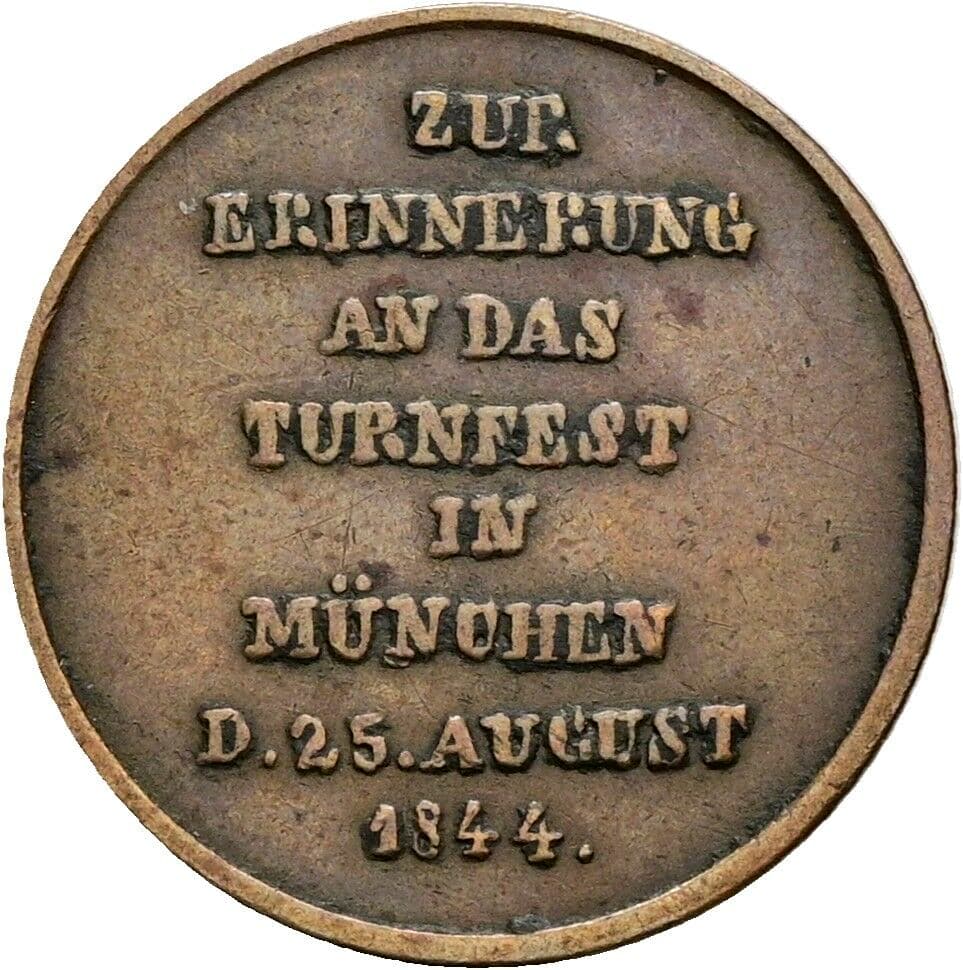 ZUR
ERINNERUNG
AN DAS
TURNFEST
IN
MÜNCHEN
D. 25. AUGUST
1844.